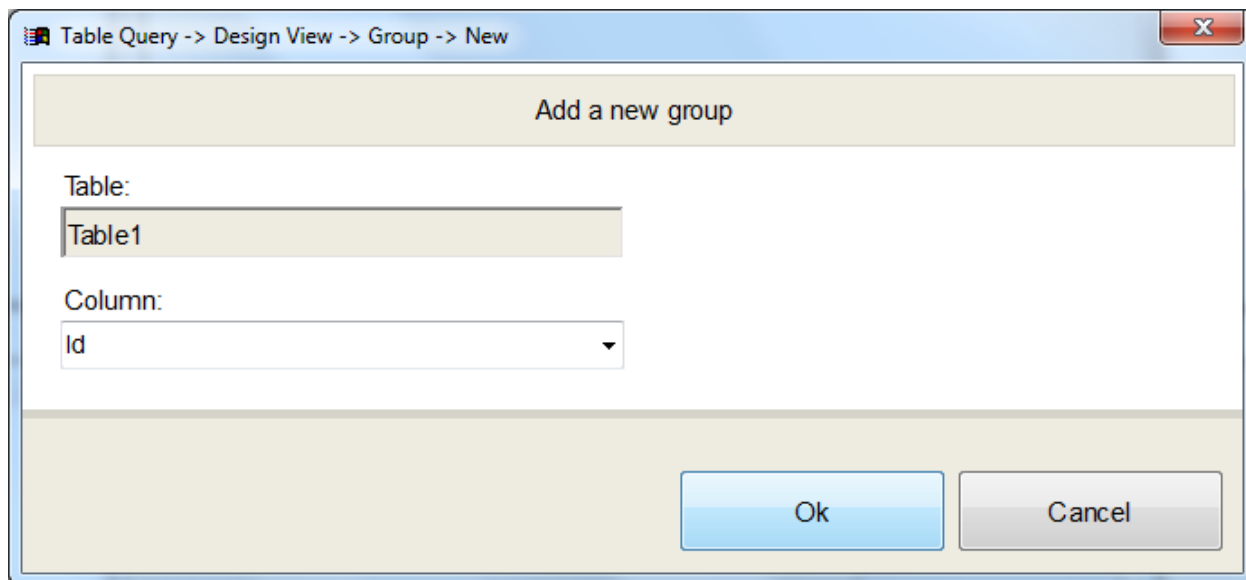 Table Query -> Design View -> Group -> New
Add a new group
Table:
Table1
Column:
Id
Ok
Cancel